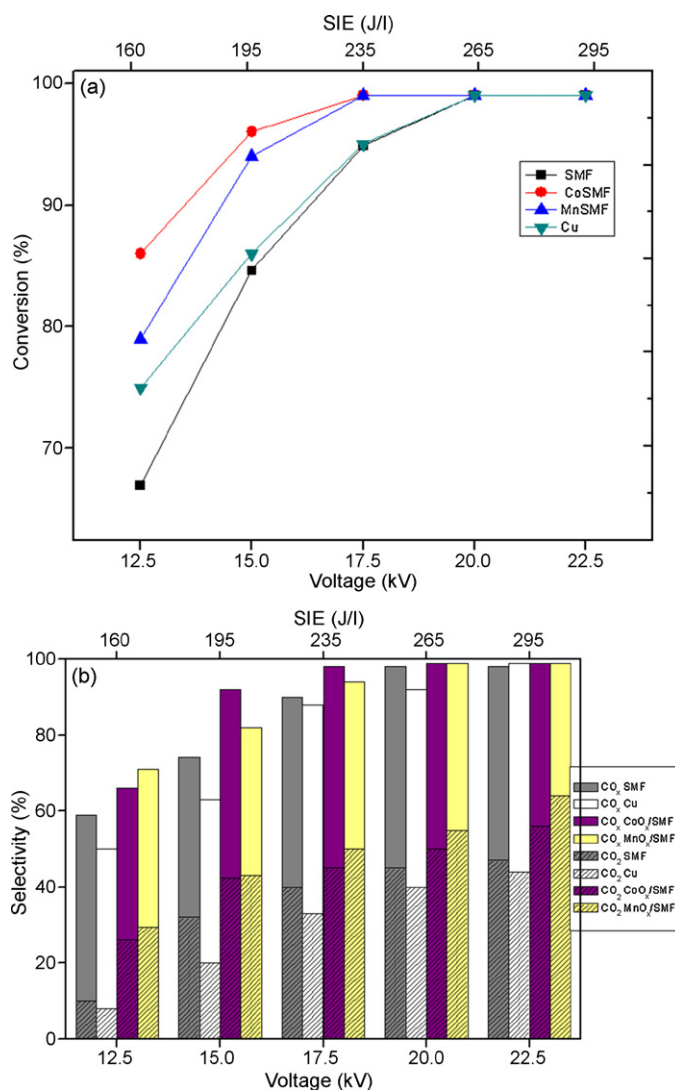 SIE (J/l)
160 195 235 265 295
(a)
100
90
80
70
Conversion (%)
SMF
CoSMF
MnSMF
Cu
12.5 15.0 17.5 20.0 22.5
Voltage (kV)
SIE (J/l)
160 195 235 265 295
(b)
100
80
60
40
20
0
Selectivity (%)
COₓ SMF
COₓ Cu
COₓ CoOₓ/SMF
COₓ MnOₓ/SMF
CO₂ SMF
CO₂ Cu
CO₂ CoOₓ/SMF
CO₂ MnOₓ/SMF
12.5 15.0 17.5 20.0 22.5
Voltage (kV)